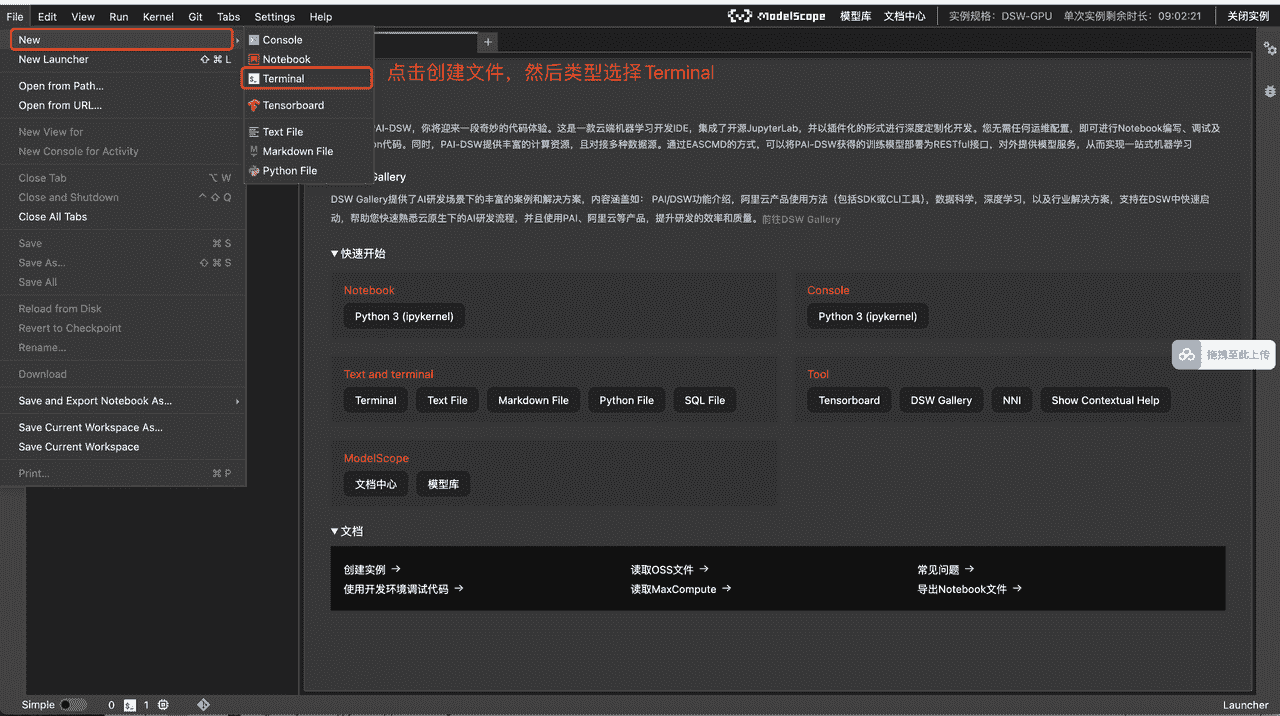 File Edit View Run Kernel Git Tabs Settings Help
ModelScope 模型库 文档中心 实例规格：DSW-GPU 单次实例剩余时长：09:02:21 关闭实例
New
New Launcher ⇧ ⌘ L
Open from Path...
Open from URL...
New View for
New Console for Activity
Close Tab ⌥ W
Close and Shutdown ^ ⇧ Q
Close All Tabs
Save ⌘ S
Save As... ⇧ ⌘ S
Save All
Reload from Disk
Revert to Checkpoint
Rename...
Download
Save and Export Notebook As...
Save Current Workspace As...
Save Current Workspace
Print... ⌘ P
Console
Notebook
Terminal
Tensorboard
Text File
Markdown File
Python File
+
点击创建文件，然后类型选择Terminal
PAI-DSW，你将迎来一段奇妙的代码体验。这是一款云端机器学习开发IDE，集成了开源JupyterLab，并以插件化的形式进行深度定制化开发。您无需任何运维配置，即可进行Notebook编写、调试及
on代码。同时，PAI-DSW提供丰富的计算资源，且对接多种数据源。通过EASCMD的方式，可以将PAI-DSW获得的训练模型部署为RESTful接口，对外提供模型服务，从而实现一站式机器学习
Gallery
DSW Gallery提供了AI研发场景下的丰富的案例和解决方案，内容涵盖如： PAI/DSW功能介绍，阿里云产品使用方法（包括SDK或CLI工具），数据科学，深度学习，以及行业解决方案，支持在DSW中快速启
动，帮助您快速熟悉云原生下的AI研发流程，并且使用PAI、阿里云等产品，提升研发的效率和质量。前往DSW Gallery
▼快速开始
Notebook
Python 3 (ipykernel)
Console
Python 3 (ipykernel)
拖拽至此上传
Text and terminal
Terminal Text File Markdown File Python File SQL File
Tool
Tensorboard DSW Gallery NNI Show Contextual Help
ModelScope
文档中心 模型库
▼文档
创建实例 → 读取OSS文件 → 常见问题 →
使用开发环境调试代码 → 读取MaxCompute → 导出Notebook文件 →
Simple 0 1 Launcher